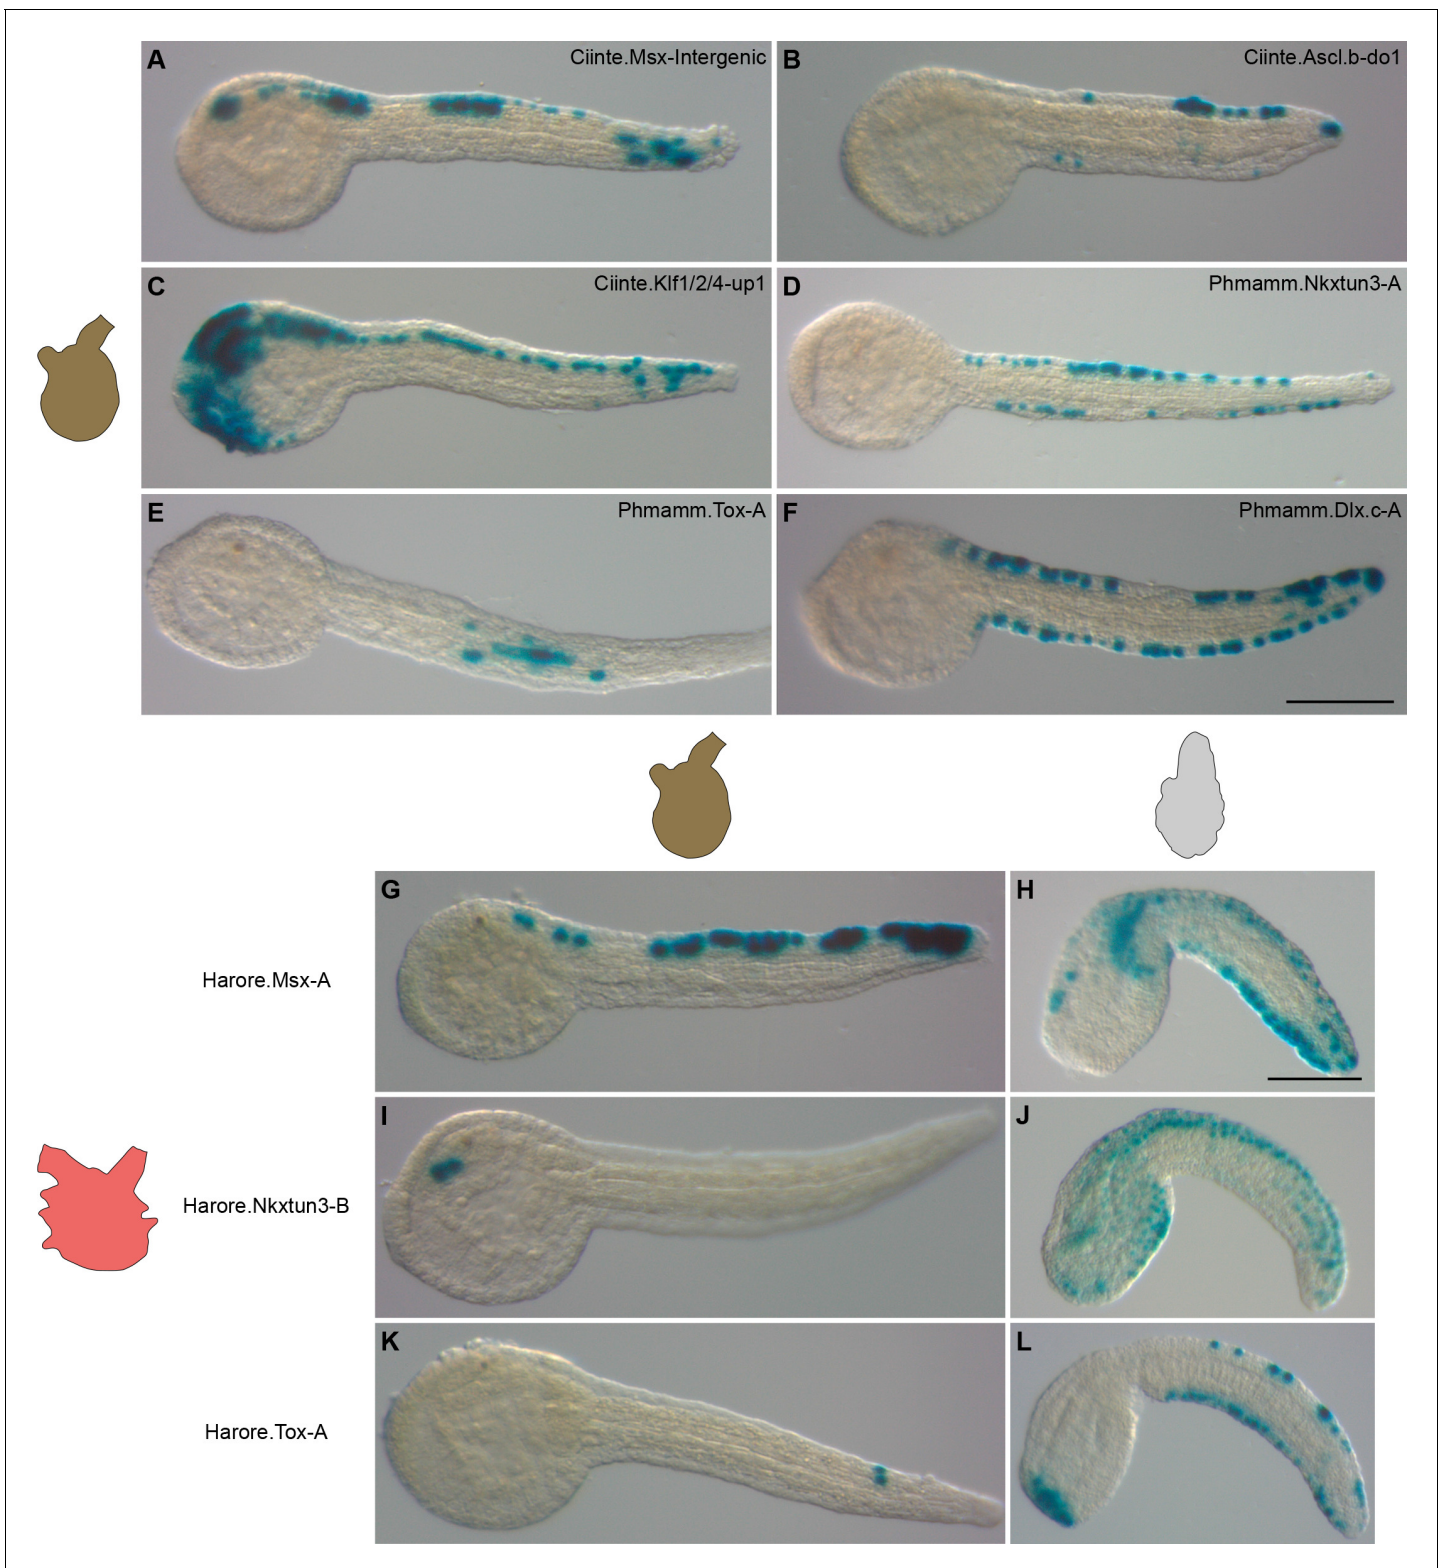 A Ciinte.Msx-Intergenic
B Ciinte.Ascl.b-do1
C Ciinte.Klf1/2/4-up1
D Phmamm.Nkxtun3-A
E Phmamm.Tox-A
F Phmamm.Dlx.c-A
G
H
Harore.Msx-A
I
J
Harore.Nkxtun3-B
K
L
Harore.Tox-A